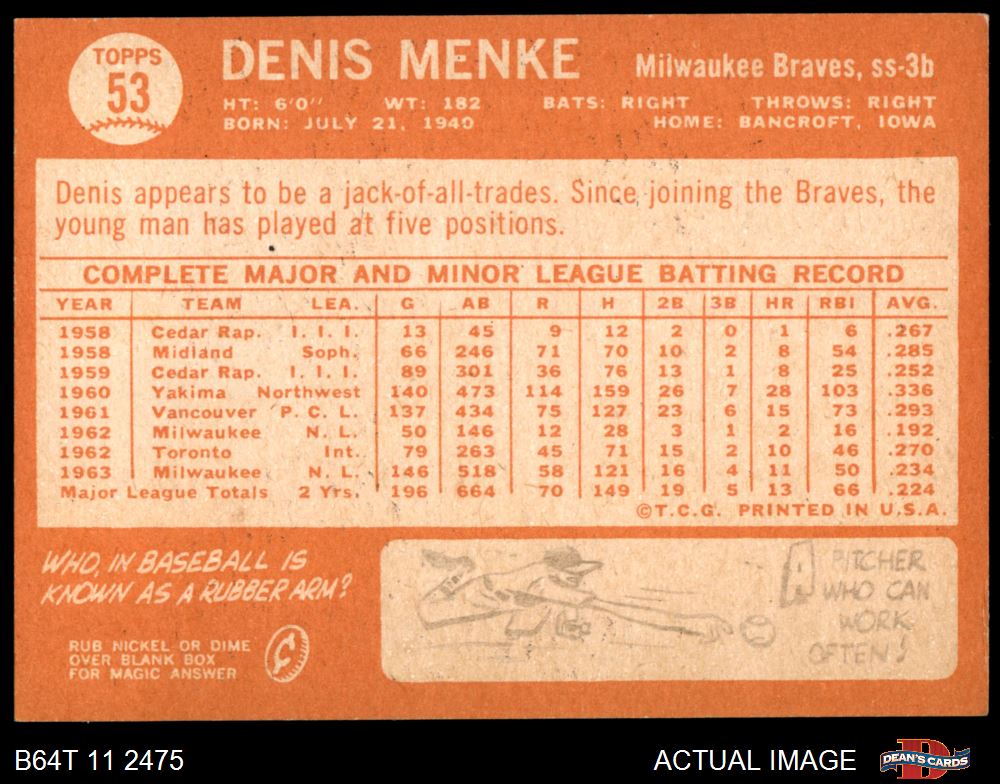 TOPPS
53
DENIS MENKE
Milwaukee Braves, ss-3b
HT: 6'0" WT: 182 BATS: RIGHT THROWS: RIGHT
BORN: JULY 21, 1940 HOME: BANCROFT, IOWA
Denis appears to be a jack-of-all-trades. Since joining the Braves, the
young man has played at five positions.
COMPLETE MAJOR AND MINOR LEAGUE BATTING RECORD
YEAR TEAM LEA. G AB R H 2B 3B HR RBI AVG.
1958 Cedar Rap. I. I. I. 13 45 9 12 2 0 1 6 .267
1958 Midland Soph. 66 246 71 70 10 2 8 54 .285
1959 Cedar Rap. I. I. I. 89 301 36 76 13 1 8 25 .252
1960 Yakima Northwest 140 473 114 159 26 7 28 103 .336
1961 Vancouver P. C. L. 137 434 75 127 23 6 15 73 .293
1962 Milwaukee N. L. 50 146 12 28 3 1 2 16 .192
1962 Toronto Int. 79 263 45 71 15 2 10 46 .270
1963 Milwaukee N. L. 146 518 58 121 16 4 11 50 .234
Major League Totals 2 Yrs. 196 664 70 149 19 5 13 66 .224
©T.C.G. PRINTED IN U.S.A.
WHO, IN BASEBALL IS
KNOWN AS A RUBBER ARM?
RUB NICKEL OR DIME
OVER BLANK BOX
FOR MAGIC ANSWER
¢
A PITCHER
WHO CAN
WORK
OFTEN!
B64T 11 2475
ACTUAL IMAGE
D
DEAN'S CARDS